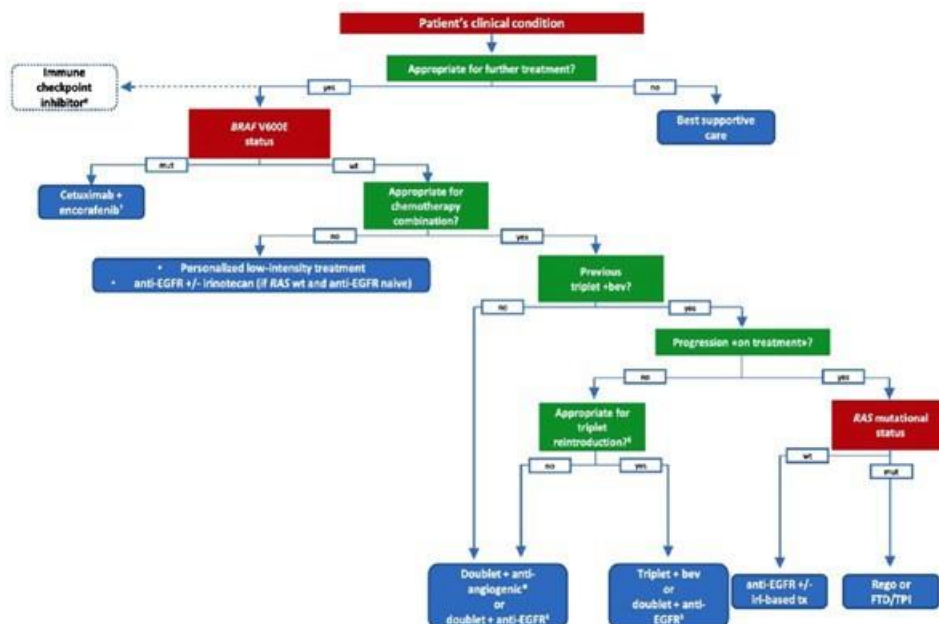 Patient's clinical condition
Appropriate for further treatment?
Immune
checkpoint
inhibitor#
yes
no
BRAF V600E
status
Best supportive
care
mut
wt
Cetuximab +
encorafenib
Appropriate for
chemotherapy
combination?
no
yes
• Personalized low-intensity treatment
• anti-EGFR +/- irinotecan (if RAS wt and anti-EGFR naive)
Previous
triplet +bev?
no
yes
Progression «on treatment»?
no
yes
Appropriate for
triplet
reintroduction?
RAS mutational
status
no
yes
wt
mut
Doublet + anti-
angiogenic*
or
doublet + anti-EGFR
Triplet + bev
or
doublet + anti-
EGFR
anti-EGFR +/-
iri-based tx
Rego or
FTD/TPI